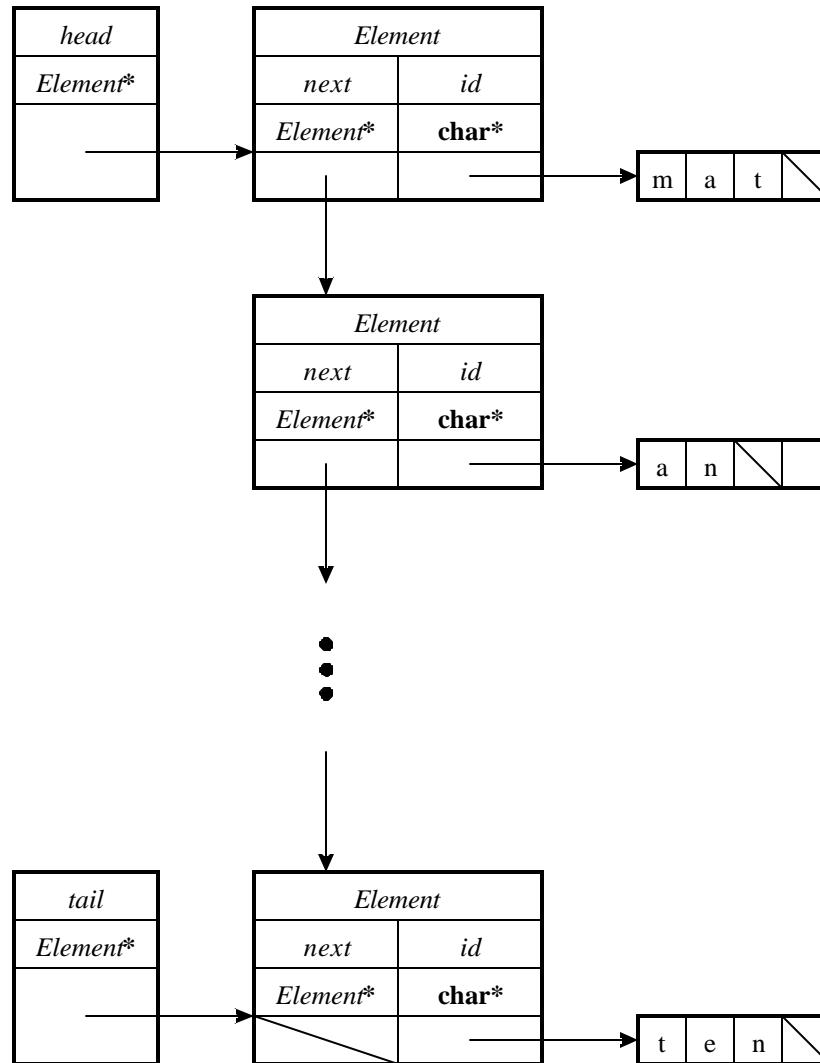 head
Element*
Element
next id
Element* char*
m a t
Element
next id
Element* char*
a n
tail
Element*
Element
next id
Element* char*
t e n